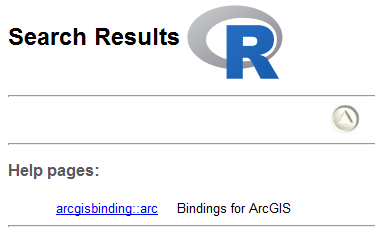 Search Results R
Help pages:
arcgisbinding::arc Bindings for ArcGIS